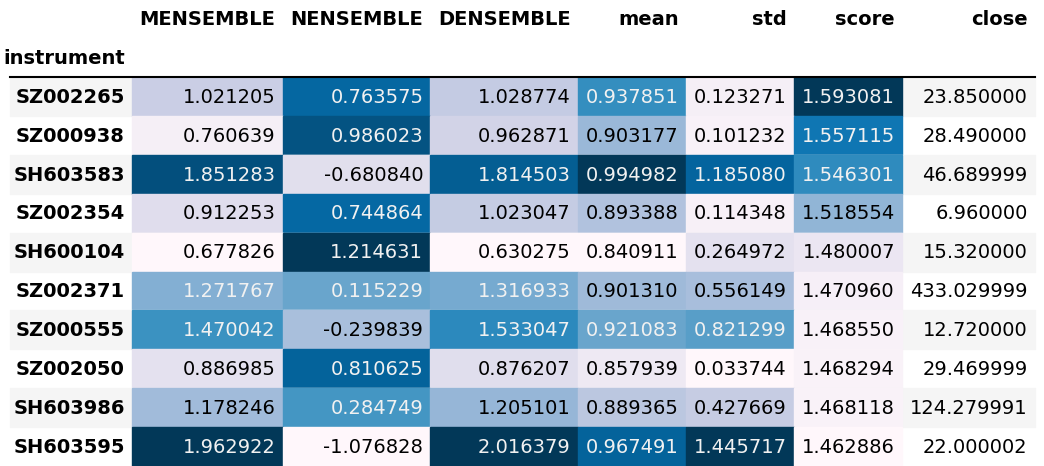 MENSEMBLE NENSEMBLE DENSEMBLE mean std score close
instrument
SZ002265 1.021205 0.763575 1.028774 0.937851 0.123271 1.593081 23.850000
SZ000938 0.760639 0.986023 0.962871 0.903177 0.101232 1.557115 28.490000
SH603583 1.851283 -0.680840 1.814503 0.994982 1.185080 1.546301 46.689999
SZ002354 0.912253 0.744864 1.023047 0.893388 0.114348 1.518554 6.960000
SH600104 0.677826 1.214631 0.630275 0.840911 0.264972 1.480007 15.320000
SZ002371 1.271767 0.115229 1.316933 0.901310 0.556149 1.470960 433.029999
SZ000555 1.470042 -0.239839 1.533047 0.921083 0.821299 1.468550 12.720000
SZ002050 0.886985 0.810625 0.876207 0.857939 0.033744 1.468294 29.469999
SH603986 1.178246 0.284749 1.205101 0.889365 0.427669 1.468118 124.279991
SH603595 1.962922 -1.076828 2.016379 0.967491 1.445717 1.462886 22.000002